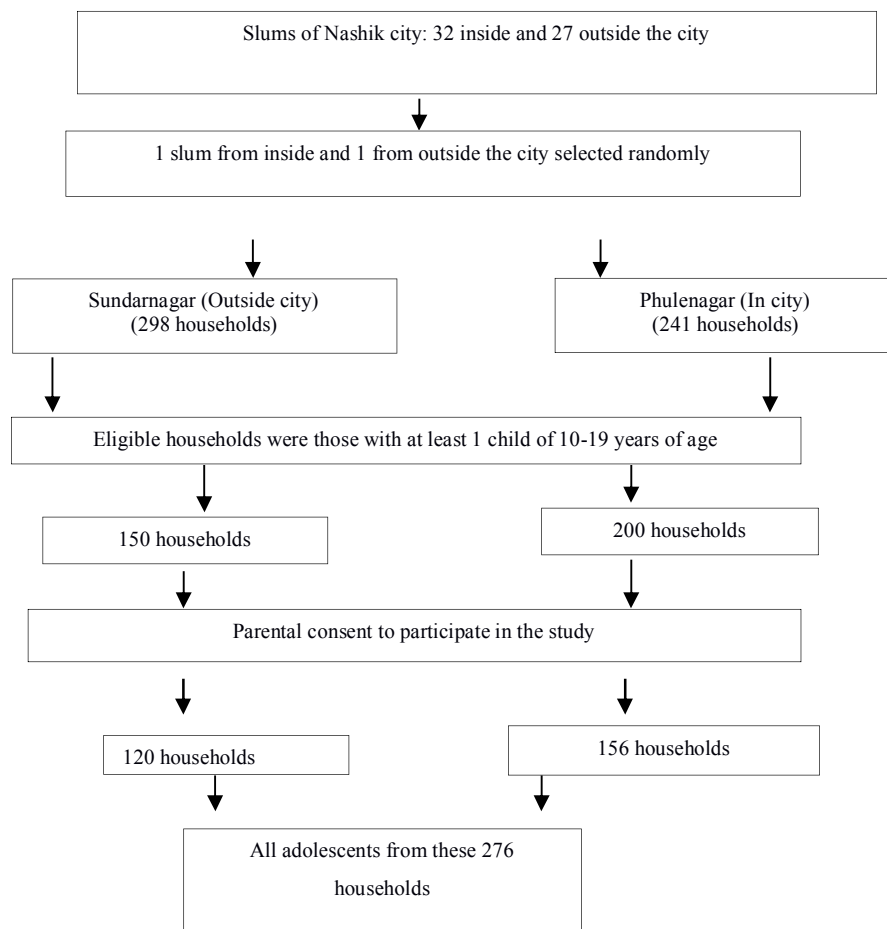 Slums of Nashik city: 32 inside and 27 outside the city
1 slum from inside and 1 from outside the city selected randomly
Sundarnagar (Outside city)
(298 households)
Phulenagar (In city)
(241 households)
Eligible households were those with at least 1 child of 10-19 years of age
150 households
200 households
Parental consent to participate in the study
120 households
156 households
All adolescents from these 276
households